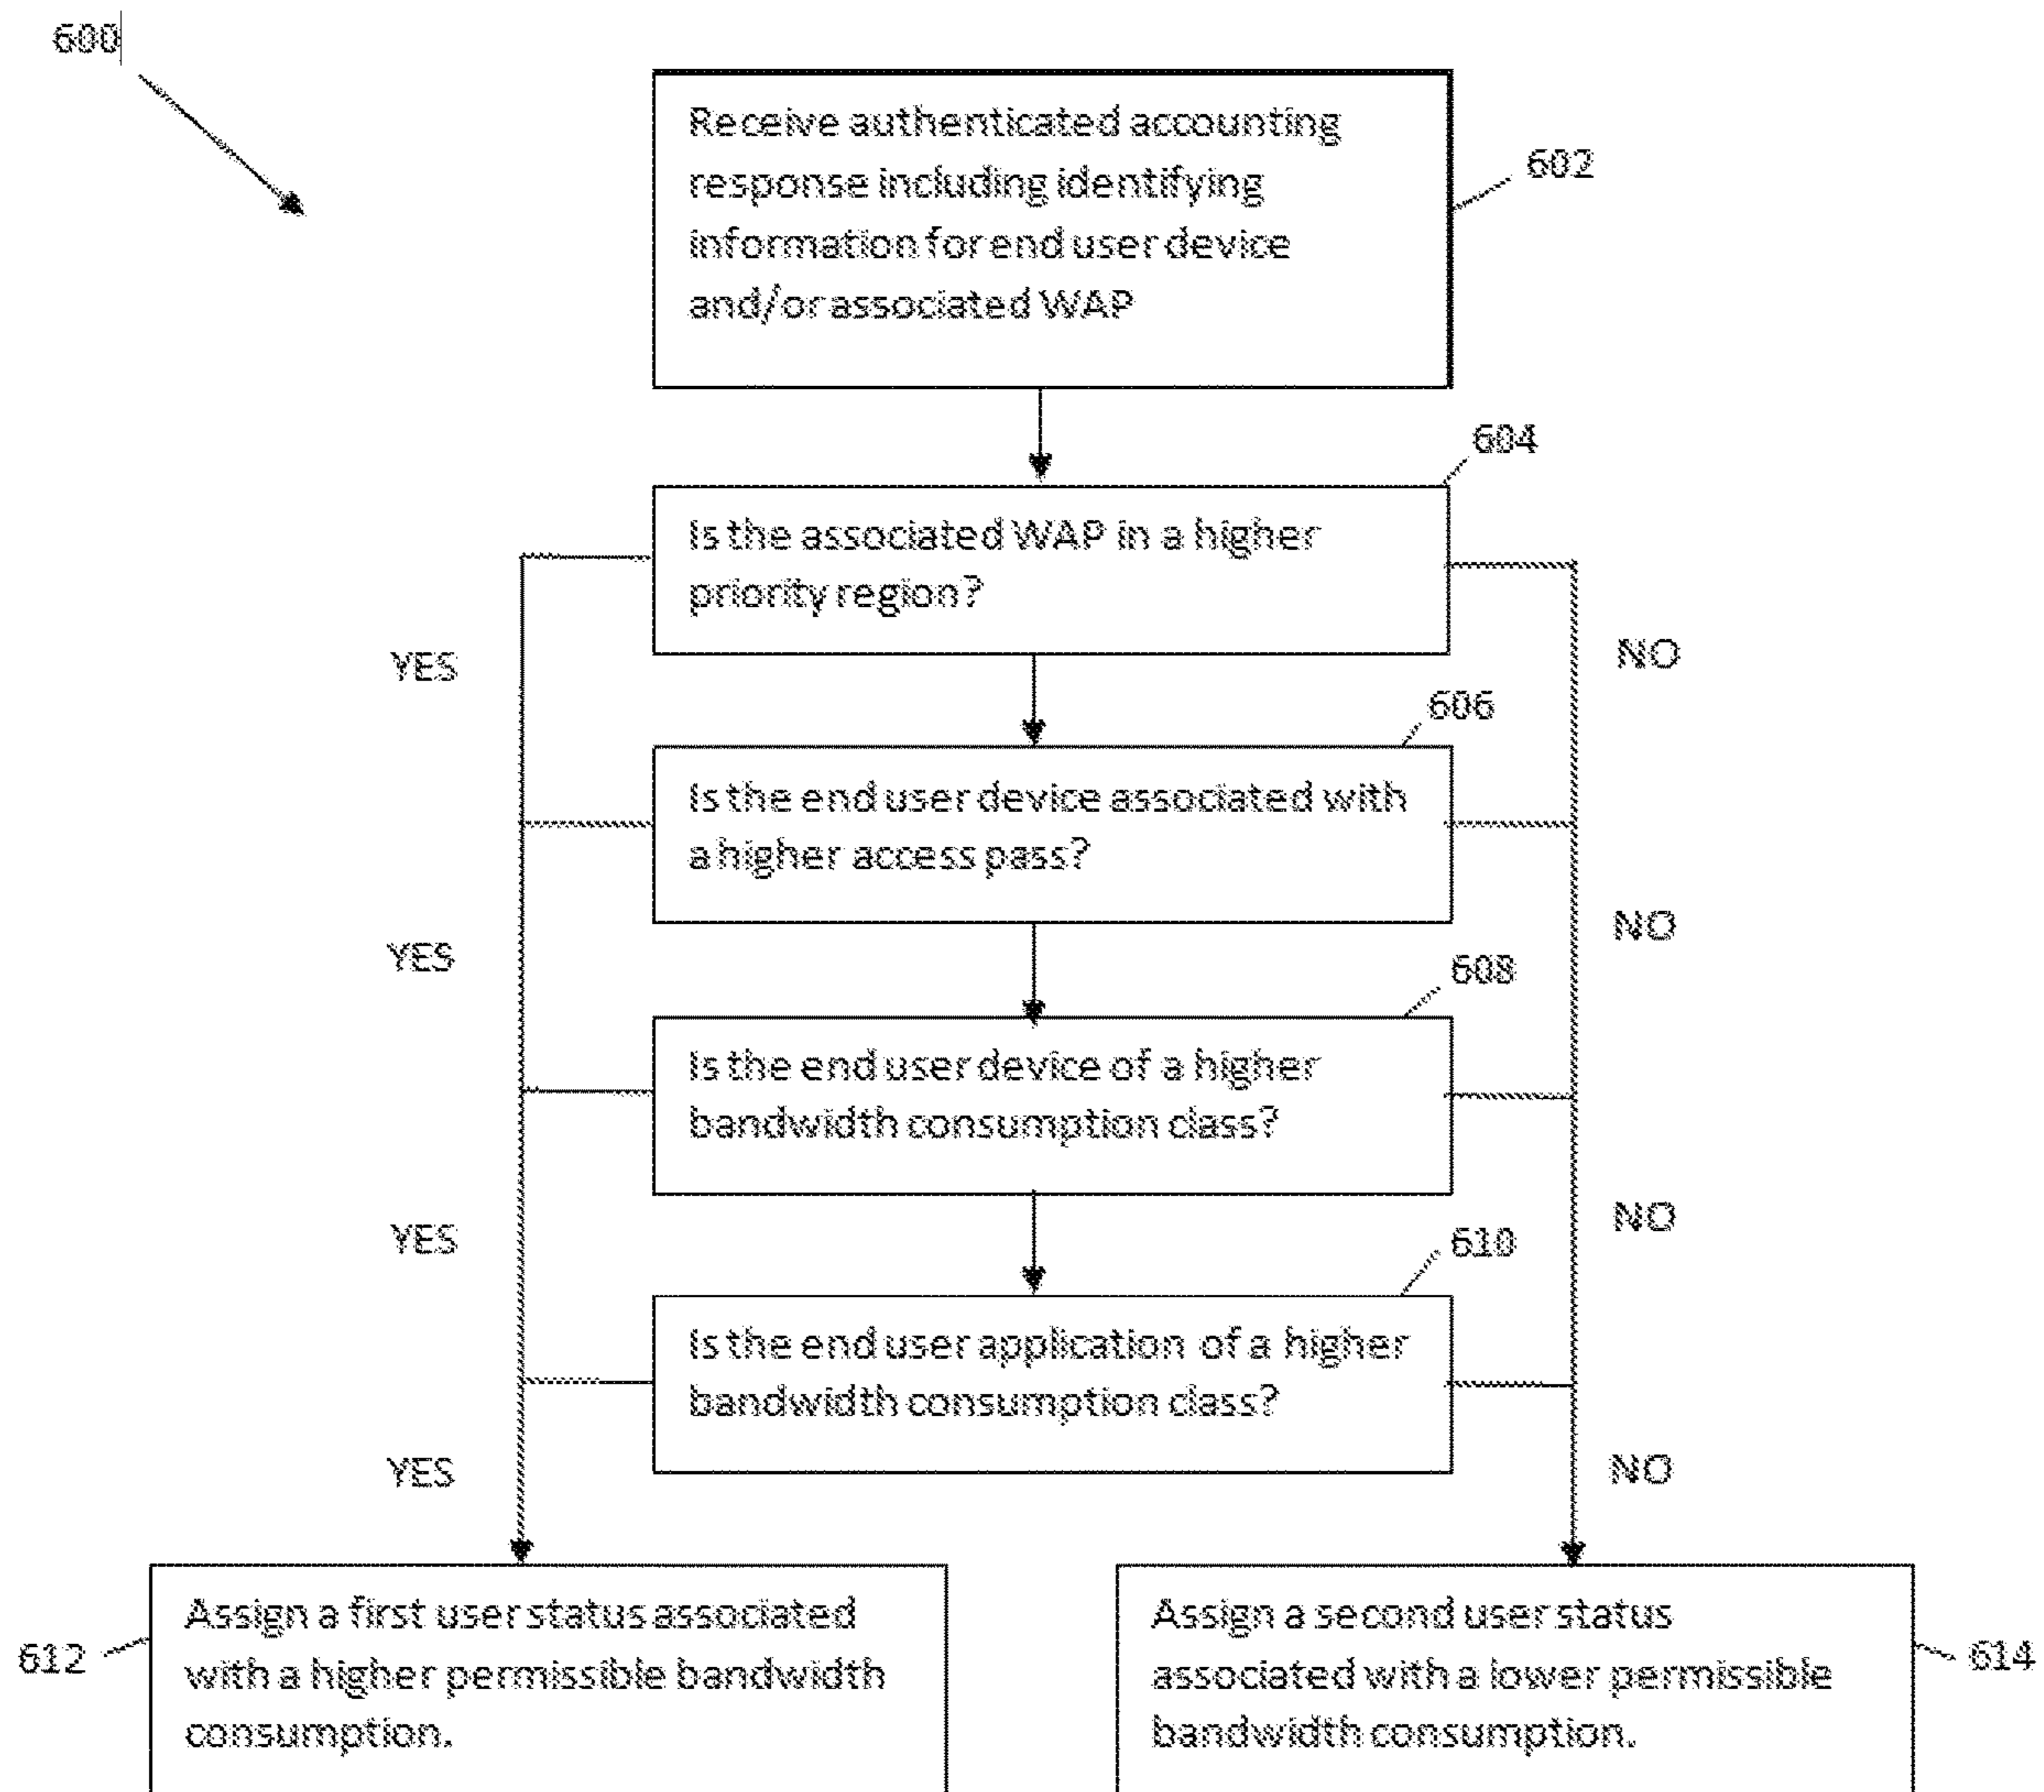 600
Receive authenticated accounting
response including identifying
information for end user device
and/or associated WAP
602
604
Is the associated WAP in a higher
priority region?
YES
NO
606
Is the end user device associated with
a higher access pass?
YES
NO
608
Is the end user device of a higher
bandwidth consumption class?
YES
NO
610
Is the end user application of a higher
bandwidth consumption class?
YES
NO
612
Assign a first user status associated
with a higher permissible bandwidth
consumption.
Assign a second user status
associated with a lower permissible
bandwidth consumption.
614